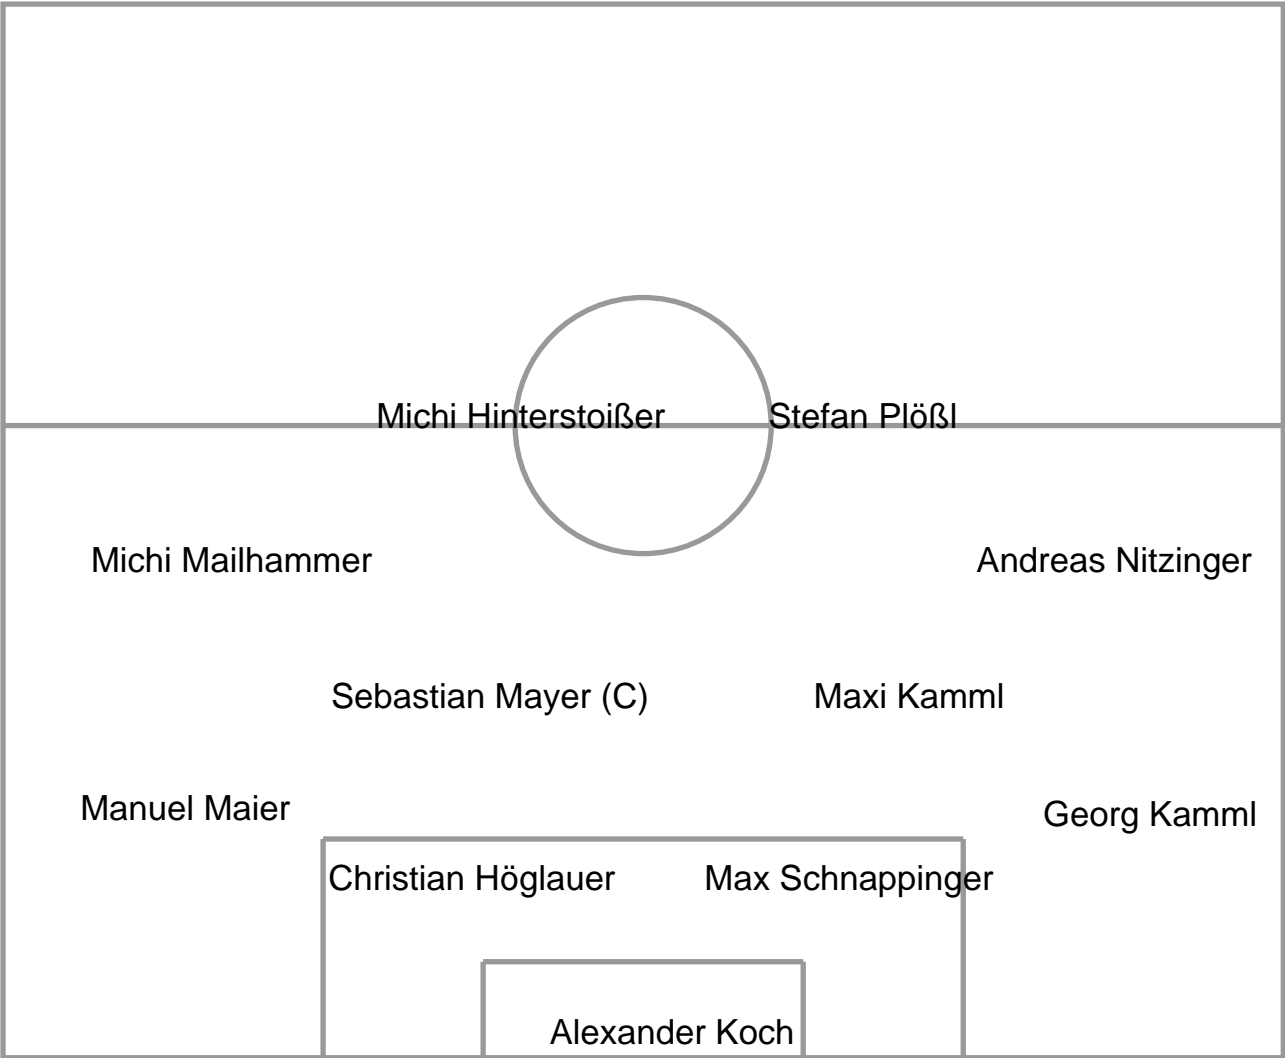 Michi Hinterstoißer
Stefan Plößl
Michi Mailhammer
Andreas Nitzinger
Sebastian Mayer (C)
Maxi Kamml
Manuel Maier
Georg Kamml
Christian Höglauer
Max Schnappinger
Alexander Koch